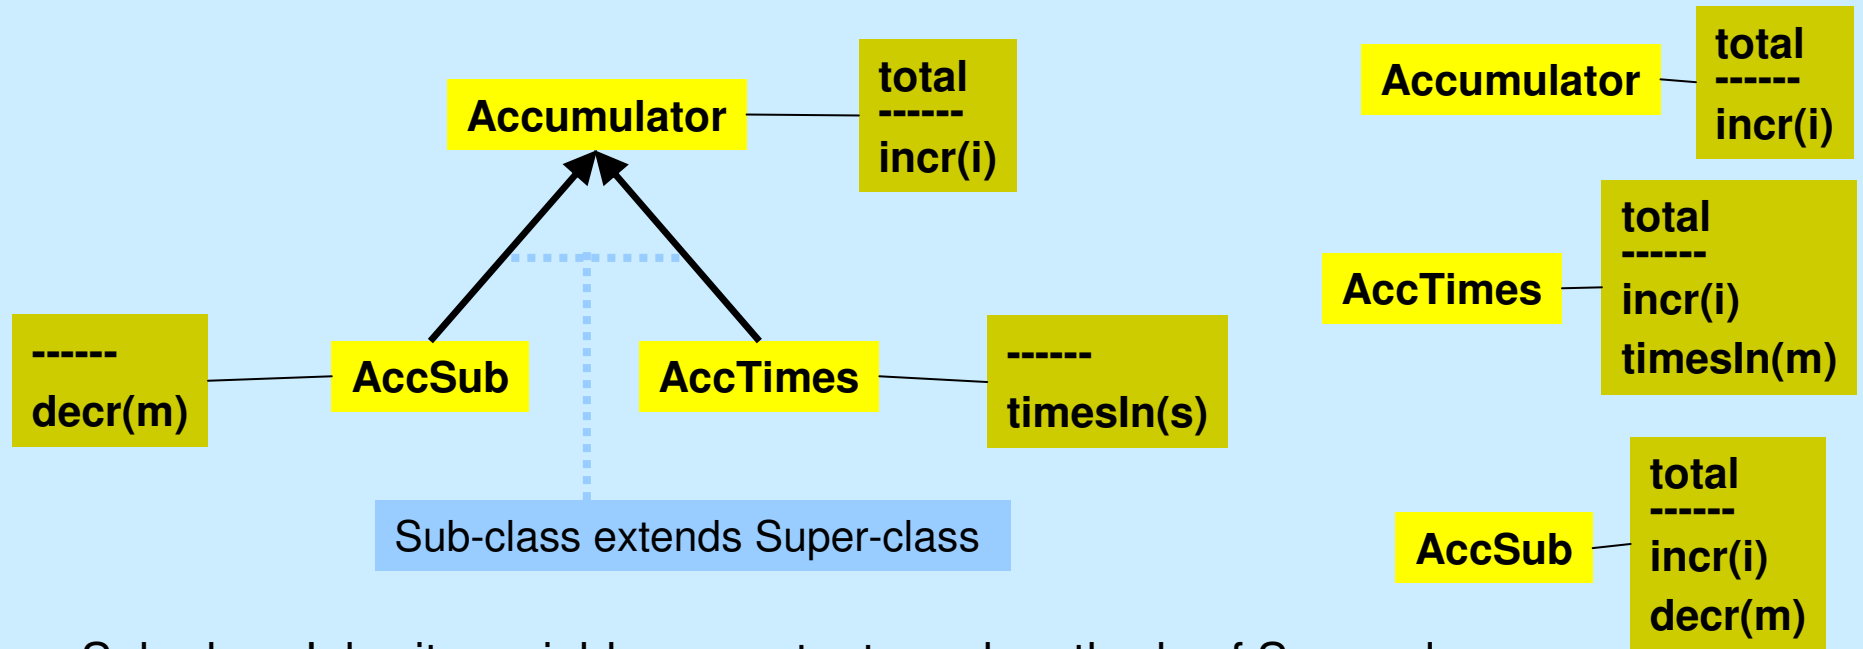 Accumulator
total
------
incr(i)
------
decr(m)
AccSub
AccTimes
------
timesIn(s)
Sub-class extends Super-class
Accumulator
total
------
incr(i)
AccTimes
total
------
incr(i)
timesIn(m)
AccSub
total
------
incr(i)
decr(m)